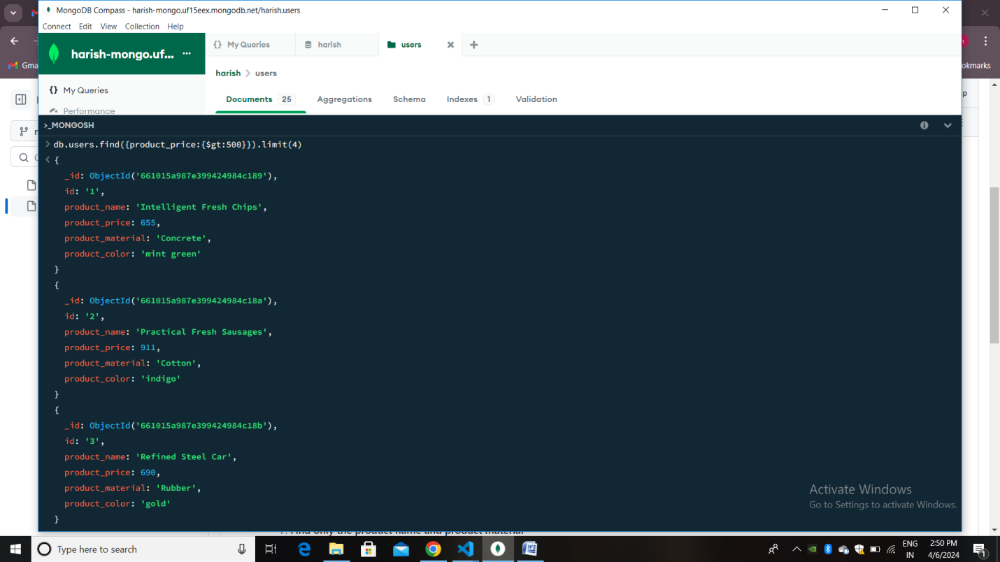 MongoDB Compass - harish-mongo.uf15eex.mongodb.net/harish.users
Connect Edit View Collection Help
harish-mongo.uf... ...
{} My Queries
harish
users
Gma
okmarks
harish > users
{} My Queries
Performance
Documents 25 Aggregations Schema Indexes 1 Validation
>_MONGOSH
> db.users.find({product_price:{$gt:500}}).limit(4)
< {
_id: ObjectId('661015a987e399424984c189'),
id: '1',
product_name: 'Intelligent Fresh Chips',
product_price: 655,
product_material: 'Concrete',
product_color: 'mint green'
}
{
_id: ObjectId('661015a987e399424984c18a'),
id: '2',
product_name: 'Practical Fresh Sausages',
product_price: 911,
product_material: 'Cotton',
product_color: 'indigo'
}
{
_id: ObjectId('661015a987e399424984c18b'),
id: '3',
product_name: 'Refined Steel Car',
product_price: 690,
product_material: 'Rubber',
product_color: 'gold'
}
Activate Windows
Go to Settings to activate Windows.
7. Find only the product name and product material
Type here to search
ENG
IN
2:50 PM
4/6/2024
1